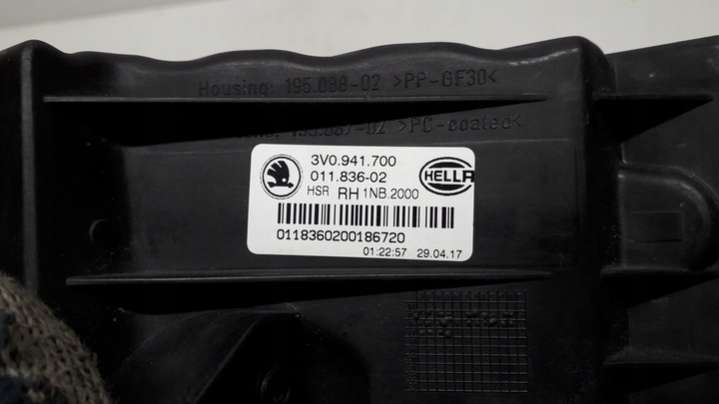 Housing: 195.088-02 >PP-GF30<
>PC-coated<
3V0.941.700
011.836-02
HELLA
HSR RH 1NB.2000
0118360200186720
01:22:57 29.04.17